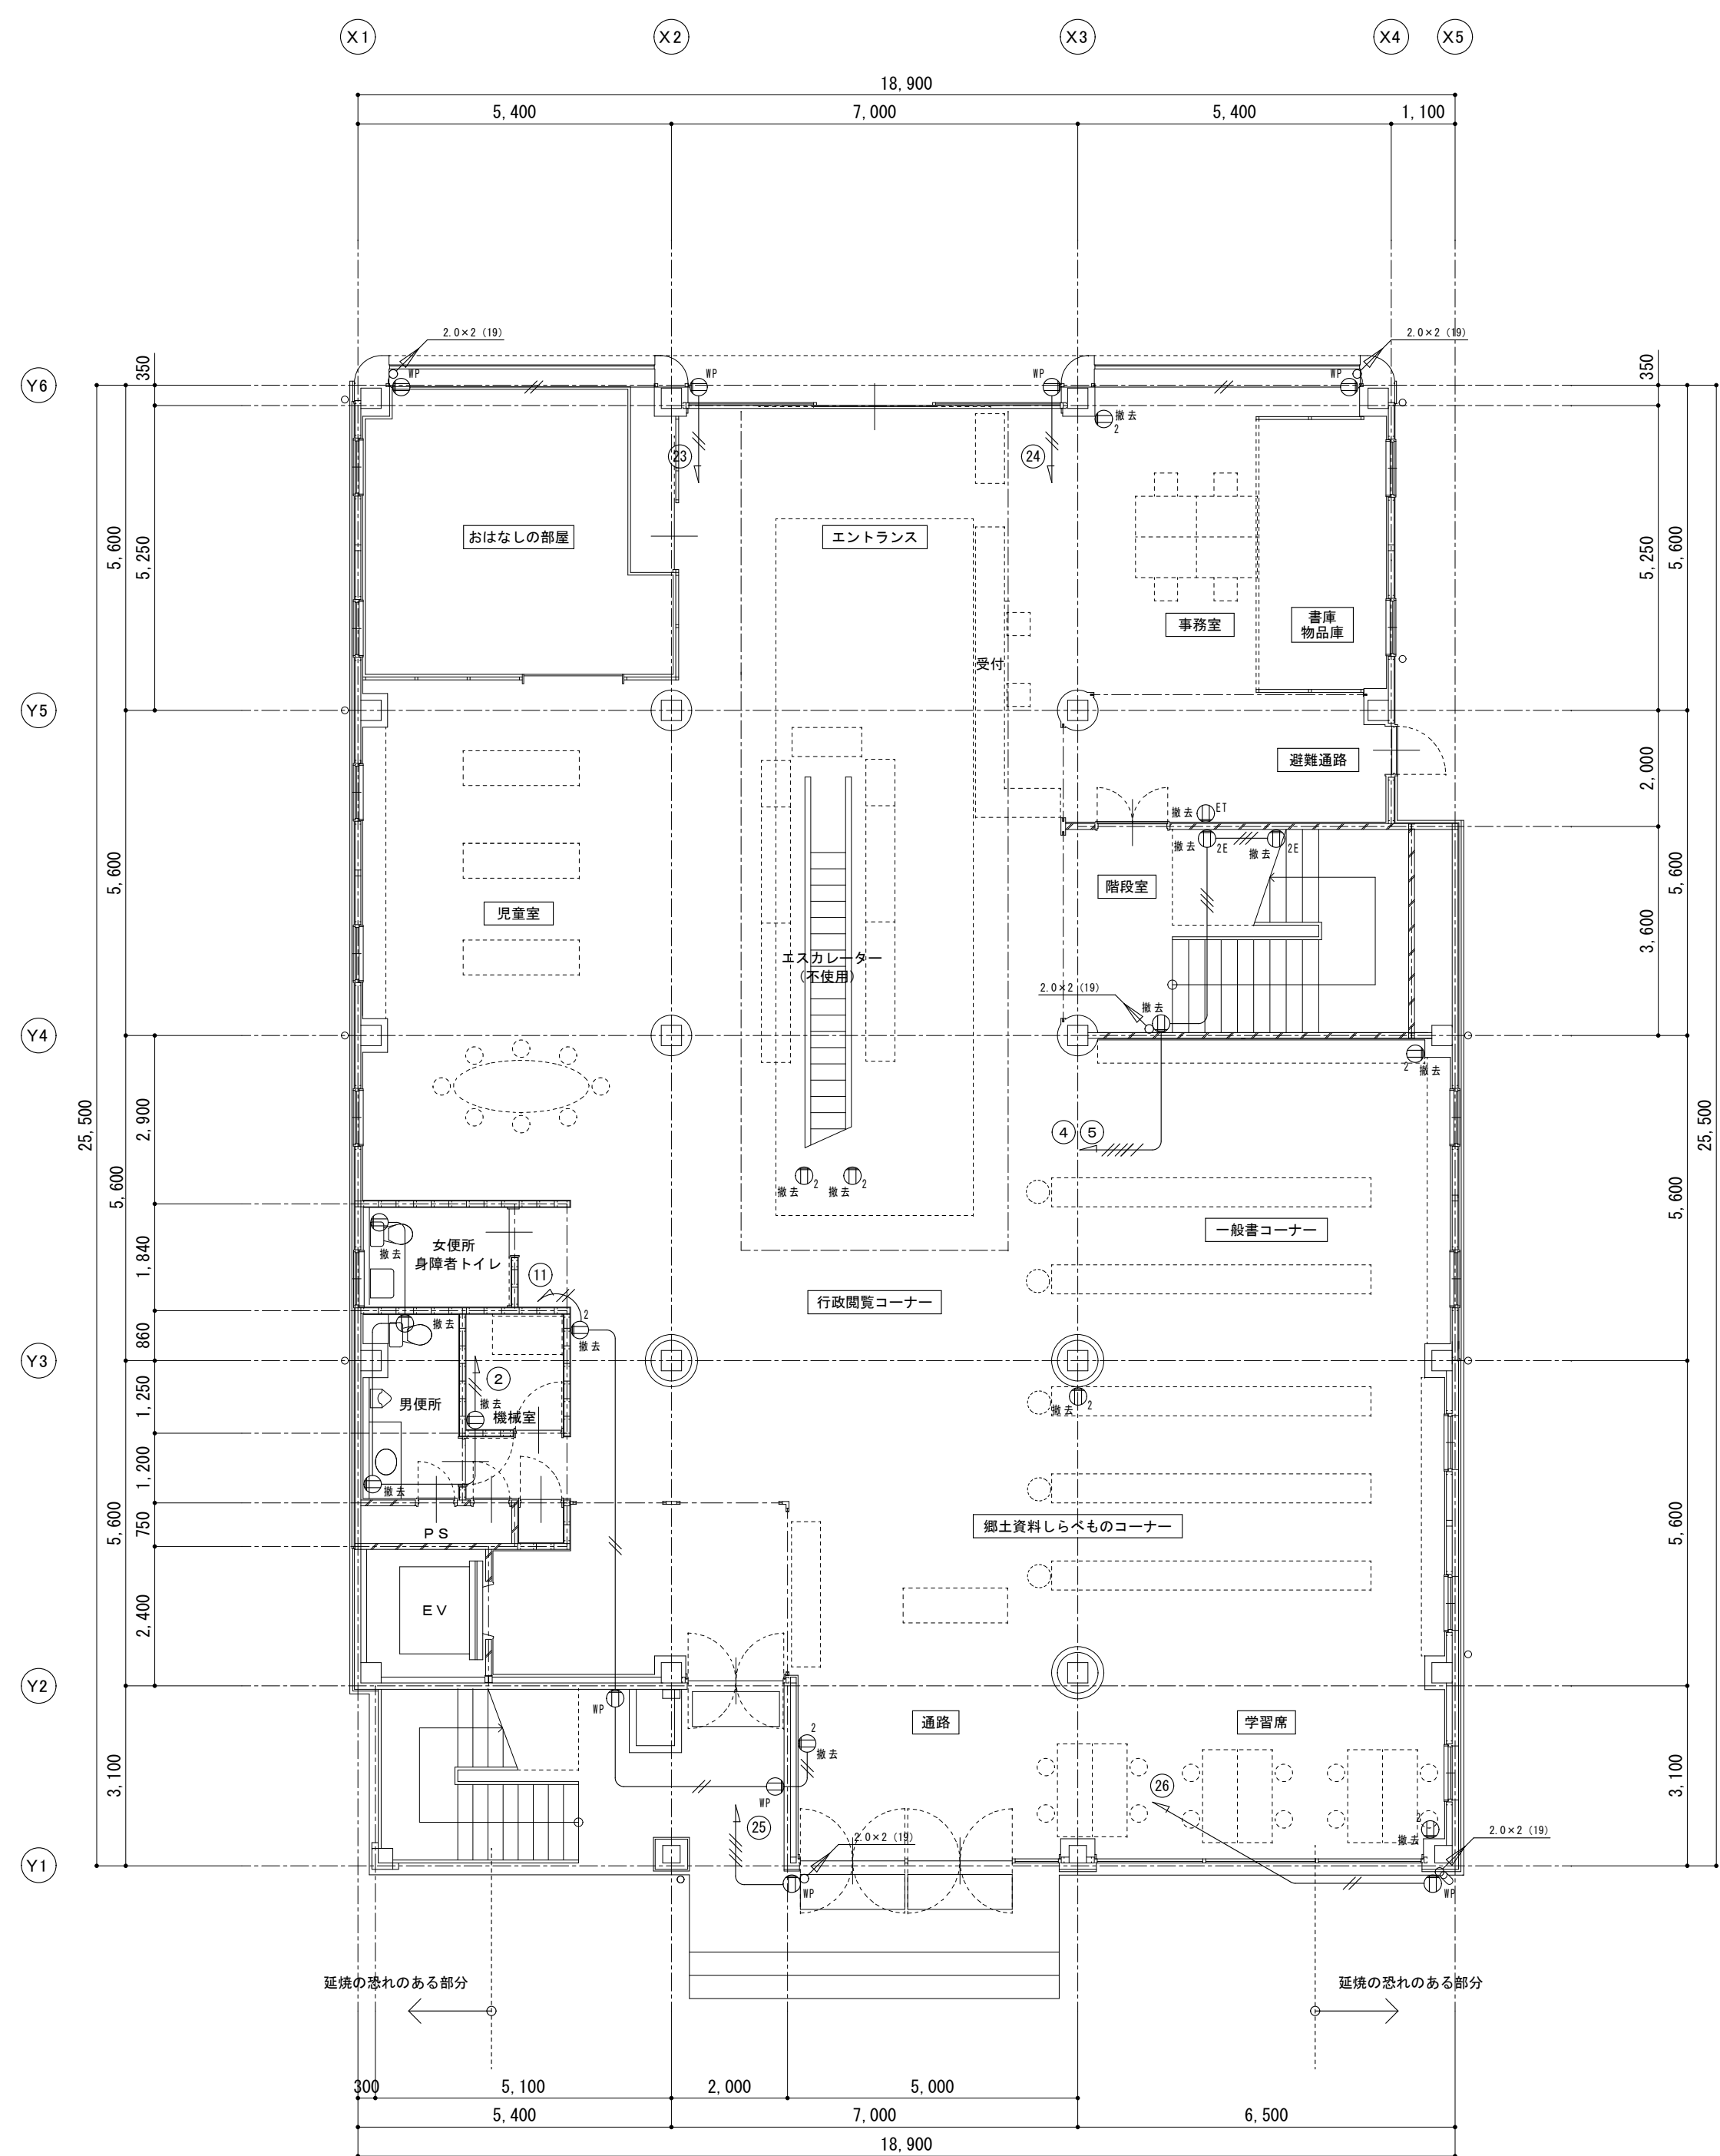 X1 X2 X3 X4 X5
18,900
5,400 7,000 5,400 1,100
2.0×2 (19) 2.0×2 (19)
350 350
Y6 WP WP WP WP
撤去
2
23 24
5,600 5,250 おはなしの部屋 エントランス 5,250 5,600
事務室 書庫
物品庫
受付
Y5
避難通路 2,000
撤去 ET
撤去 2E 撤去 2E
5,600 児童室 階段室 3,600 5,600
エスカレーター
(不使用)
2.0×2 (19)
撤去
Y4
2 撤去
25,500 2,900 4 5 25,500
5,600 撤去 2 撤去 2 5,600
一般書コーナー
女便所
身障者トイレ
撤去
1,840
11
行政閲覧コーナー
860 撤去 2
撤去
Y3
2
1,250 男便所 撤去
機械室
撤去 2
1,200 撤去
5,600 750 PS 郷土資料しらべものコーナー 5,600
2,400 EV
Y2
WP 通路 学習席
2
撤去
3,100 WP 26 3,100
25 2
撤去
2.0×2 (19) 2.0×2 (19)
Y1
WP WP
延焼の恐れのある部分 延焼の恐れのある部分
300 5,100 2,000 5,000
5,400 7,000 6,500
18,900